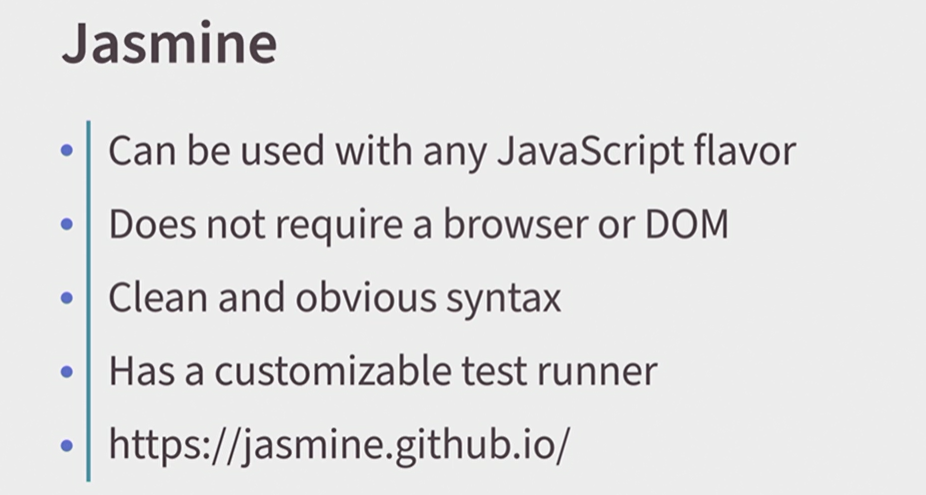 Jasmine
• Can be used with any JavaScript flavor
• Does not require a browser or DOM
• Clean and obvious syntax
• Has a customizable test runner
• https://jasmine.github.io/